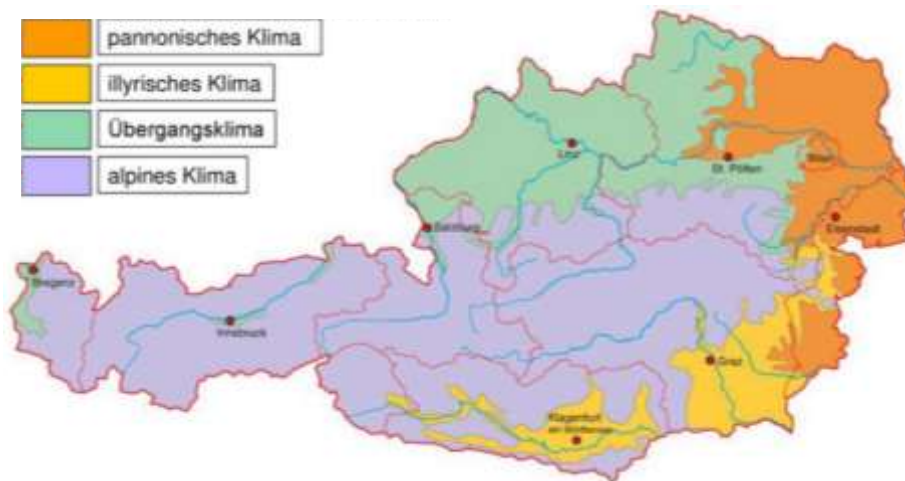 pannonisches Klima
illyrisches Klima
Übergangsklima
alpines Klima
Linz
St. Pölten
Wien
Eisenstadt
Salzburg
Bregenz
Innsbruck
Graz
Klagenfurt
am Wörthersee